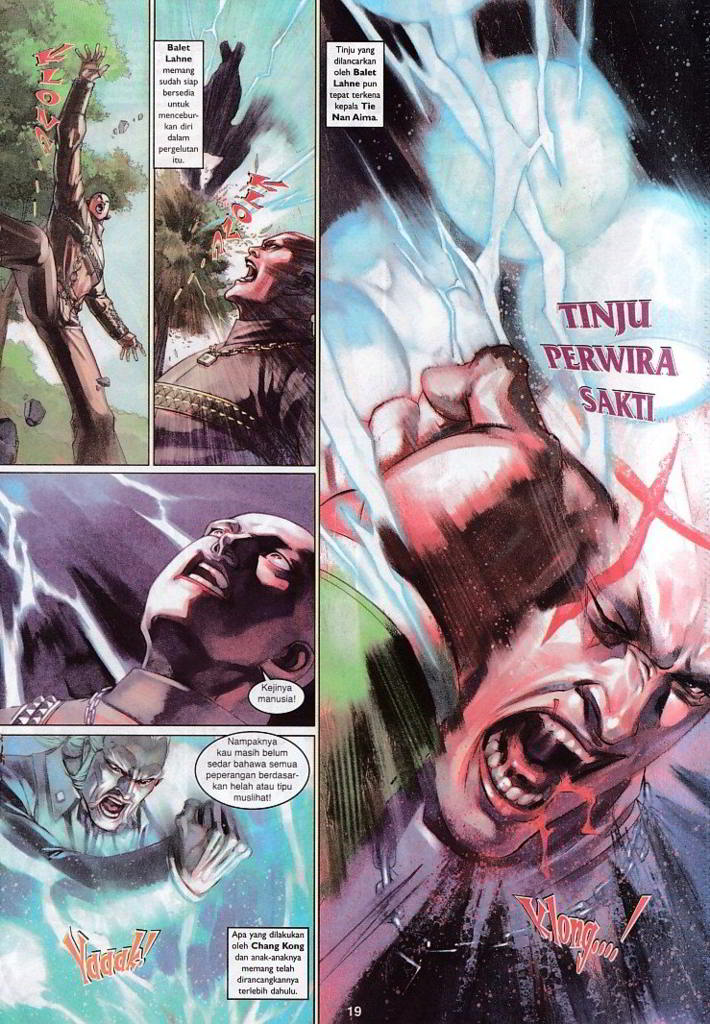 KLONG
Balet
Lahne
memang
sudah siap
bersedia
untuk
mencebur-
kan diri
dalam
pergelutan
itu.
KLONG
Kejinya
manusia!
Nampaknya
kau masih belum
sedar bahawa semua
peperangan berdasar-
kan helah atau tipu
muslihat!
Yaaak!
Apa yang dilakukan
oleh Chang Kong
dan anak-anaknya
memang telah
dirancangkannya
terlebih dahulu.
Tinju yang
dilancarkan
oleh Balet
Lahne pun
tepat terkena
kepala Tie
Nan Aima.
TINJU
PERWIRA
SAKTI
Klong....!
19